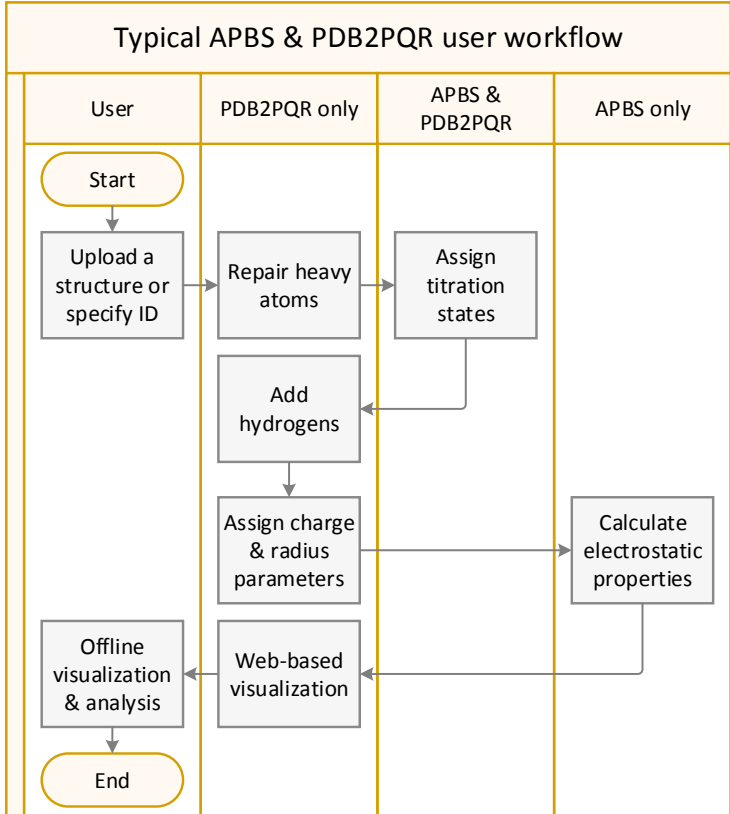 Typical APBS & PDB2PQR user workflow
User
PDB2PQR only
APBS &
PDB2PQR
APBS only
Start
Upload a
structure or
specify ID
Repair heavy
atoms
Assign
titration
states
Add
hydrogens
Assign charge
& radius
parameters
Calculate
electrostatic
properties
Web-based
visualization
Offline
visualization
& analysis
End